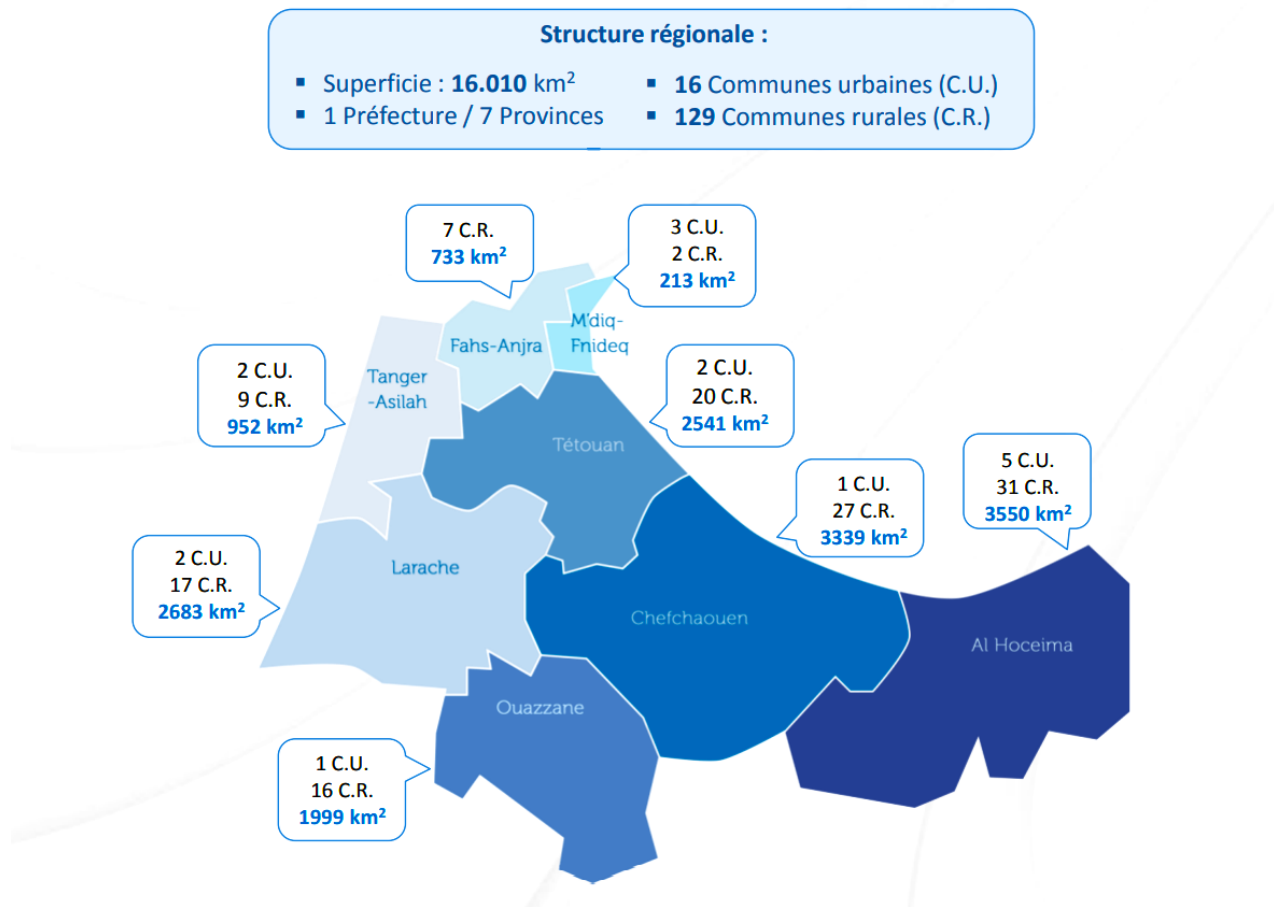 Structure régionale :
▪ Superficie : 16.010 km²
▪ 1 Préfecture / 7 Provinces
▪ 16 Communes urbaines (C.U.)
▪ 129 Communes rurales (C.R.)
7 C.R.
733 km²
3 C.U.
2 C.R.
213 km²
Fahs-Anjra
M'diq-
Fnideq
2 C.U.
9 C.R.
952 km²
Tanger
-Asilah
2 C.U.
20 C.R.
2541 km²
Tétouan
1 C.U.
27 C.R.
3339 km²
5 C.U.
31 C.R.
3550 km²
2 C.U.
17 C.R.
2683 km²
Larache
Chefchaouen
Al Hoceima
Ouazzane
1 C.U.
16 C.R.
1999 km²